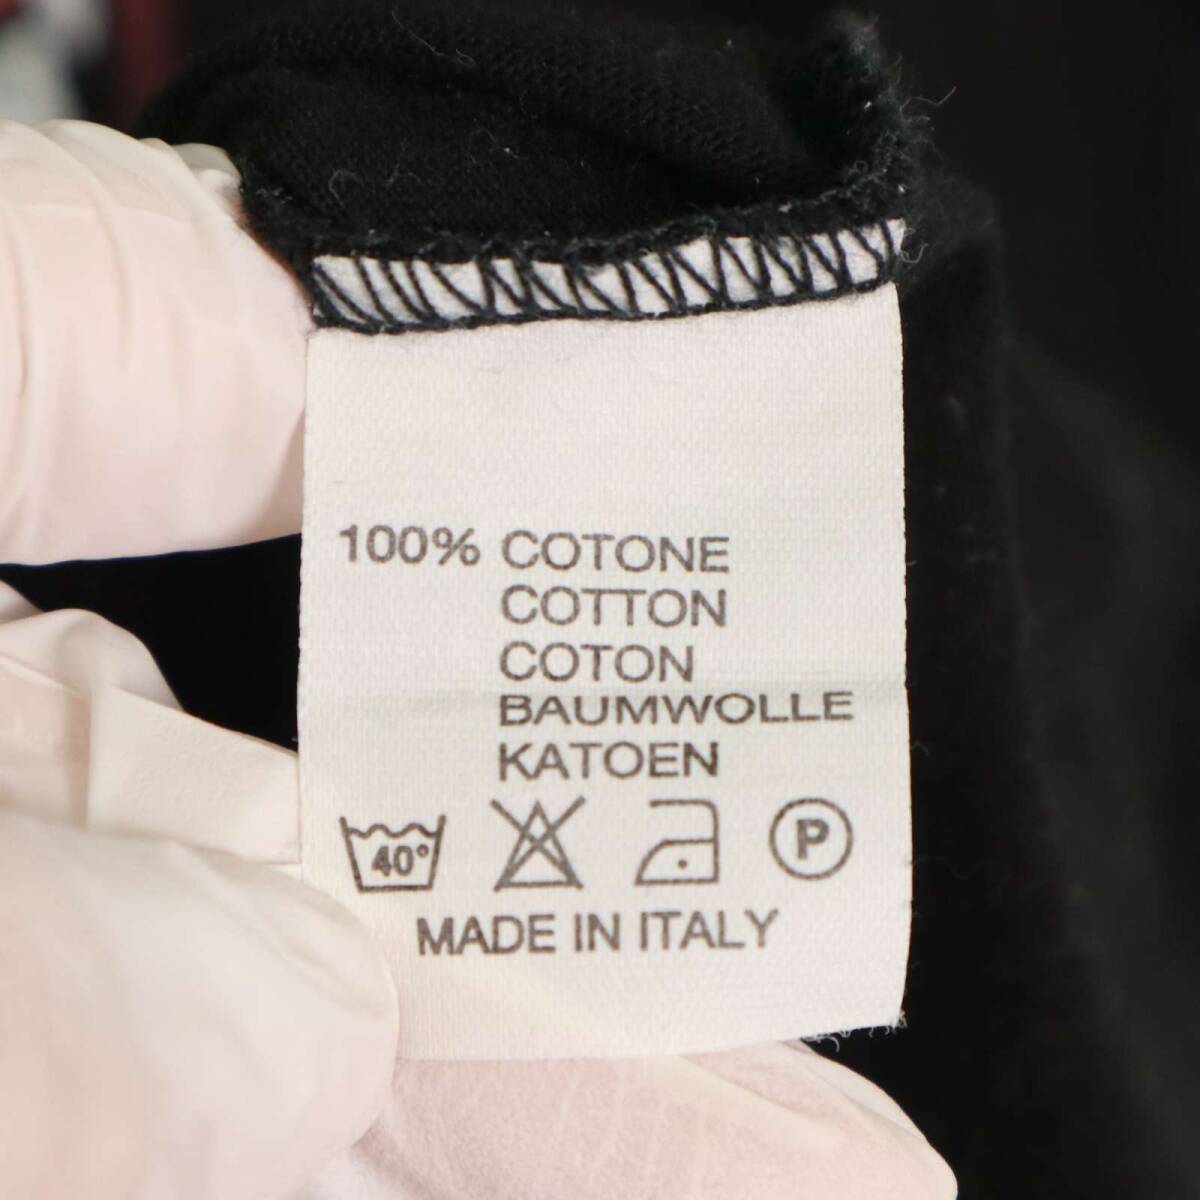 100% COTONE
COTTON
COTON
BAUMWOLLE
KATOEN
40° P
MADE IN ITALY